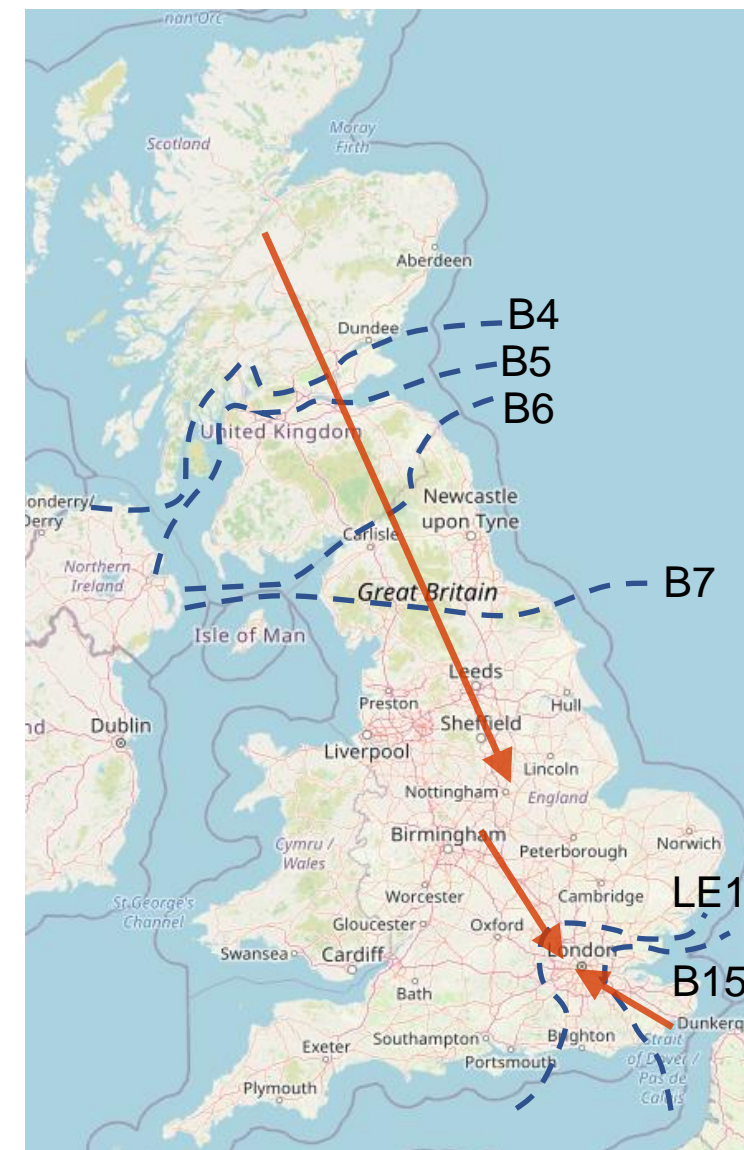 nan'Orc
Scotland
Moray
Firth
Aberdeen
Dundee
B4
B5
B6
United Kingdom
onderry/
Derry
Newcastle
upon Tyne
Carlisle
Northern
Ireland
Great Britain
B7
Isle of Man
Leeds
Preston
Hull
Sheffield
nd
Dublin
Liverpool
Lincoln
Nottingham
England
Birmingham
Cymru /
Wales
Peterborough
Norwich
Worcester
Cambridge
LE1
St George's
Channel
Gloucester
Oxford
Swansea
Cardiff
London
B15
Bath
Dunkerq
Southampton
Brighton
Strait
of Dover /
Pas de
Calais
Exeter
Portsmouth
Plymouth